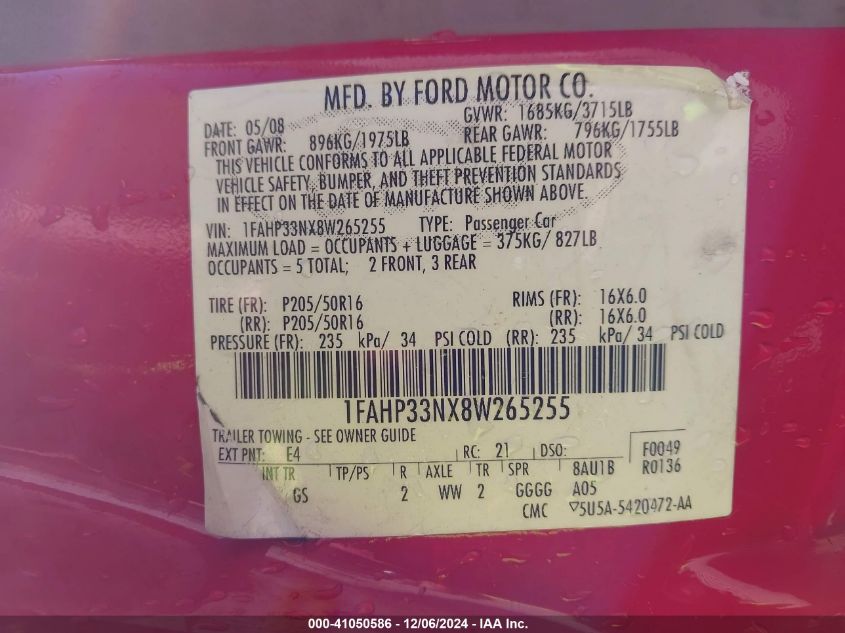 MFD. BY FORD MOTOR CO.
DATE: 05/08 GVWR: 1685KG/3715LB
FRONT GAWR: 896KG/1975LB REAR GAWR: 796KG/1755LB
THIS VEHICLE CONFORMS TO ALL APPLICABLE FEDERAL MOTOR
VEHICLE SAFETY, BUMPER, AND THEFT PREVENTION STANDARDS
IN EFFECT ON THE DATE OF MANUFACTURE SHOWN ABOVE.
VIN: 1FAHP33NX8W265255 TYPE: Passenger Car
MAXIMUM LOAD = OCCUPANTS + LUGGAGE = 375KG/ 827LB
OCCUPANTS = 5 TOTAL; 2 FRONT, 3 REAR
TIRE (FR): P205/50R16 RIMS (FR): 16X6.0
(RR): P205/50R16 (RR): 16X6.0
PRESSURE (FR): 235 kPa/ 34 PSI COLD (RR): 235 kPa/ 34 PSI COLD
1FAHP33NX8W265255
TRAILER TOWING - SEE OWNER GUIDE
EXT PNT: E4 RC: 21 DSO: F0049
INT TR TP/PS R AXLE TR SPR 8AU1B R0136
GS 2 WW 2 GGGG A05
CMC ▽5U5A-5420472-AA
000-41050586 - 12/06/2024 - IAA Inc.